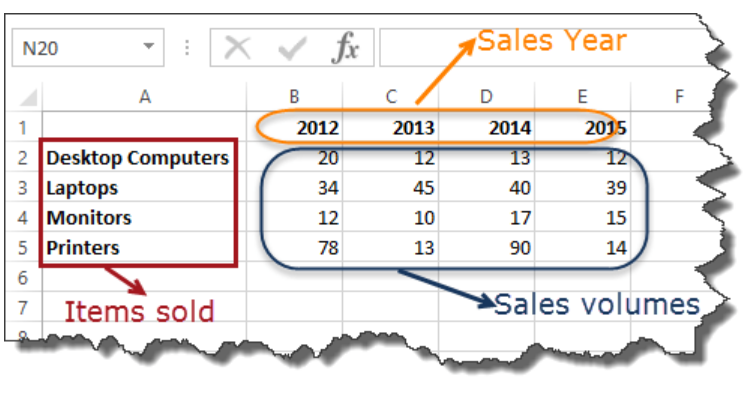 N20 fx
Sales Year
A B C D E F
1 2012 2013 2014 2015
2 Desktop Computers 20 12 13 12
3 Laptops 34 45 40 39
4 Monitors 12 10 17 15
5 Printers 78 13 90 14
6
7 Items sold Sales volumes
8